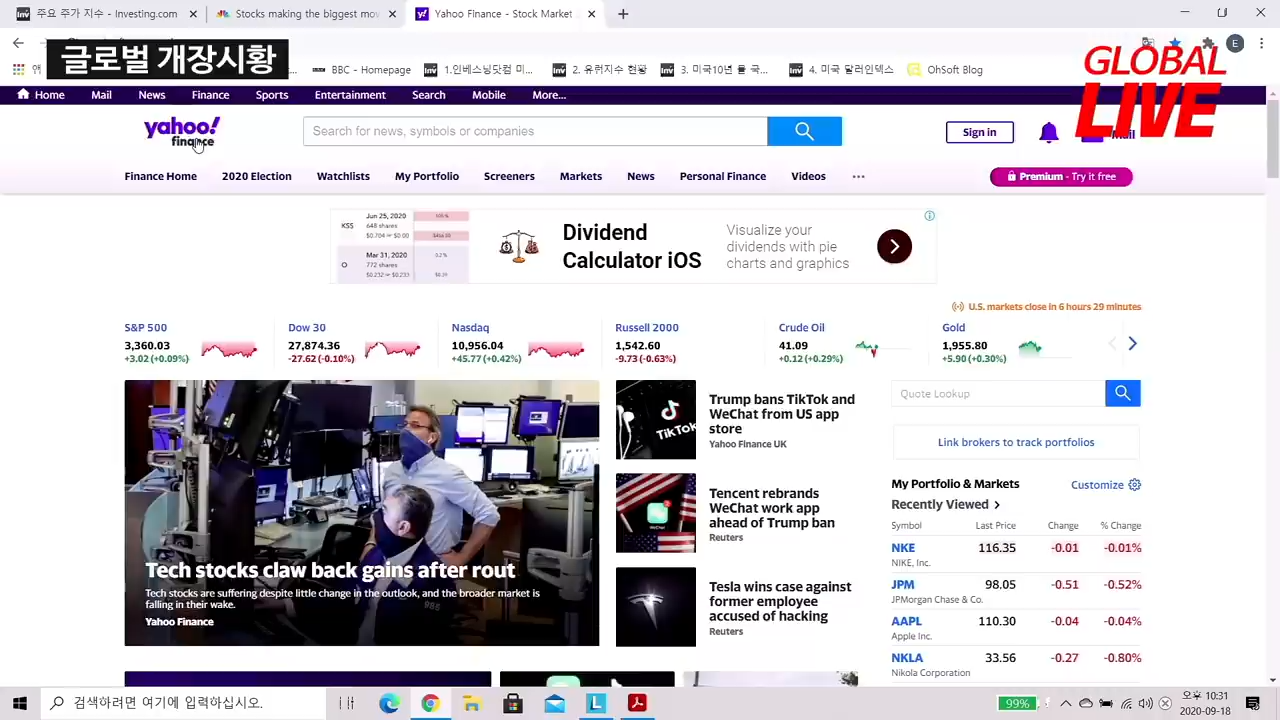 주요 주가 지수 - Investing.com
Stocks making the biggest mov
Yahoo Finance - Stock Market
글로벌 개장시황
BBC - Homepage
1.인베스팅닷컴 미...
2. 유럽지수 현황
3. 미국10년 물 국...
4. 미국 달러인덱스
OhSoft Blog
E
GLOBAL
LIVE
Home
Mail
News
Finance
Sports
Entertainment
Search
Mobile
More...
yahoo!
finance
Search for news, symbols or companies
Sign in
Mail
Finance Home
2020 Election
Watchlists
My Portfolio
Screeners
Markets
News
Personal Finance
Videos
Premium - Try it free
Jun 25, 2020
KSS
648 shares
Mar 31, 2020
O
772 shares
Dividend
Calculator iOS
Visualize your
dividends with pie
charts and graphics
U.S. markets close in 6 hours 29 minutes
S&P 500
3,360.03
+3.02 (+0.09%)
Dow 30
27,874.36
-27.62 (-0.10%)
Nasdaq
10,956.04
+45.77 (+0.42%)
Russell 2000
1,542.60
-9.73 (-0.63%)
Crude Oil
41.09
+0.12 (+0.29%)
Gold
1,955.80
+5.90 (+0.30%)
Tech stocks claw back gains after rout
Tech stocks are suffering despite little change in the outlook, and the broader market is
falling in their wake.
Yahoo Finance
TikTok
Trump bans TikTok and
WeChat from US app
store
Yahoo Finance UK
WeChat
Tencent rebrands
WeChat work app
ahead of Trump ban
Reuters
Tesla wins case against
former employee
accused of hacking
Reuters
Quote Lookup
Link brokers to track portfolios
My Portfolio & Markets
Customize
Recently Viewed
Symbol Last Price Change % Change
NKE 116.35 -0.01 -0.01%
NIKE, Inc.
JPM 98.05 -0.51 -0.52%
JPMorgan Chase & Co.
AAPL 110.30 -0.04 -0.04%
Apple Inc.
NKLA 33.56 -0.27 -0.80%
Nikola Corporation
검색하려면 여기에 입력하십시오.
99%
오후 10:31
2020-09-18